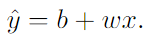 ŷ = b + wx.